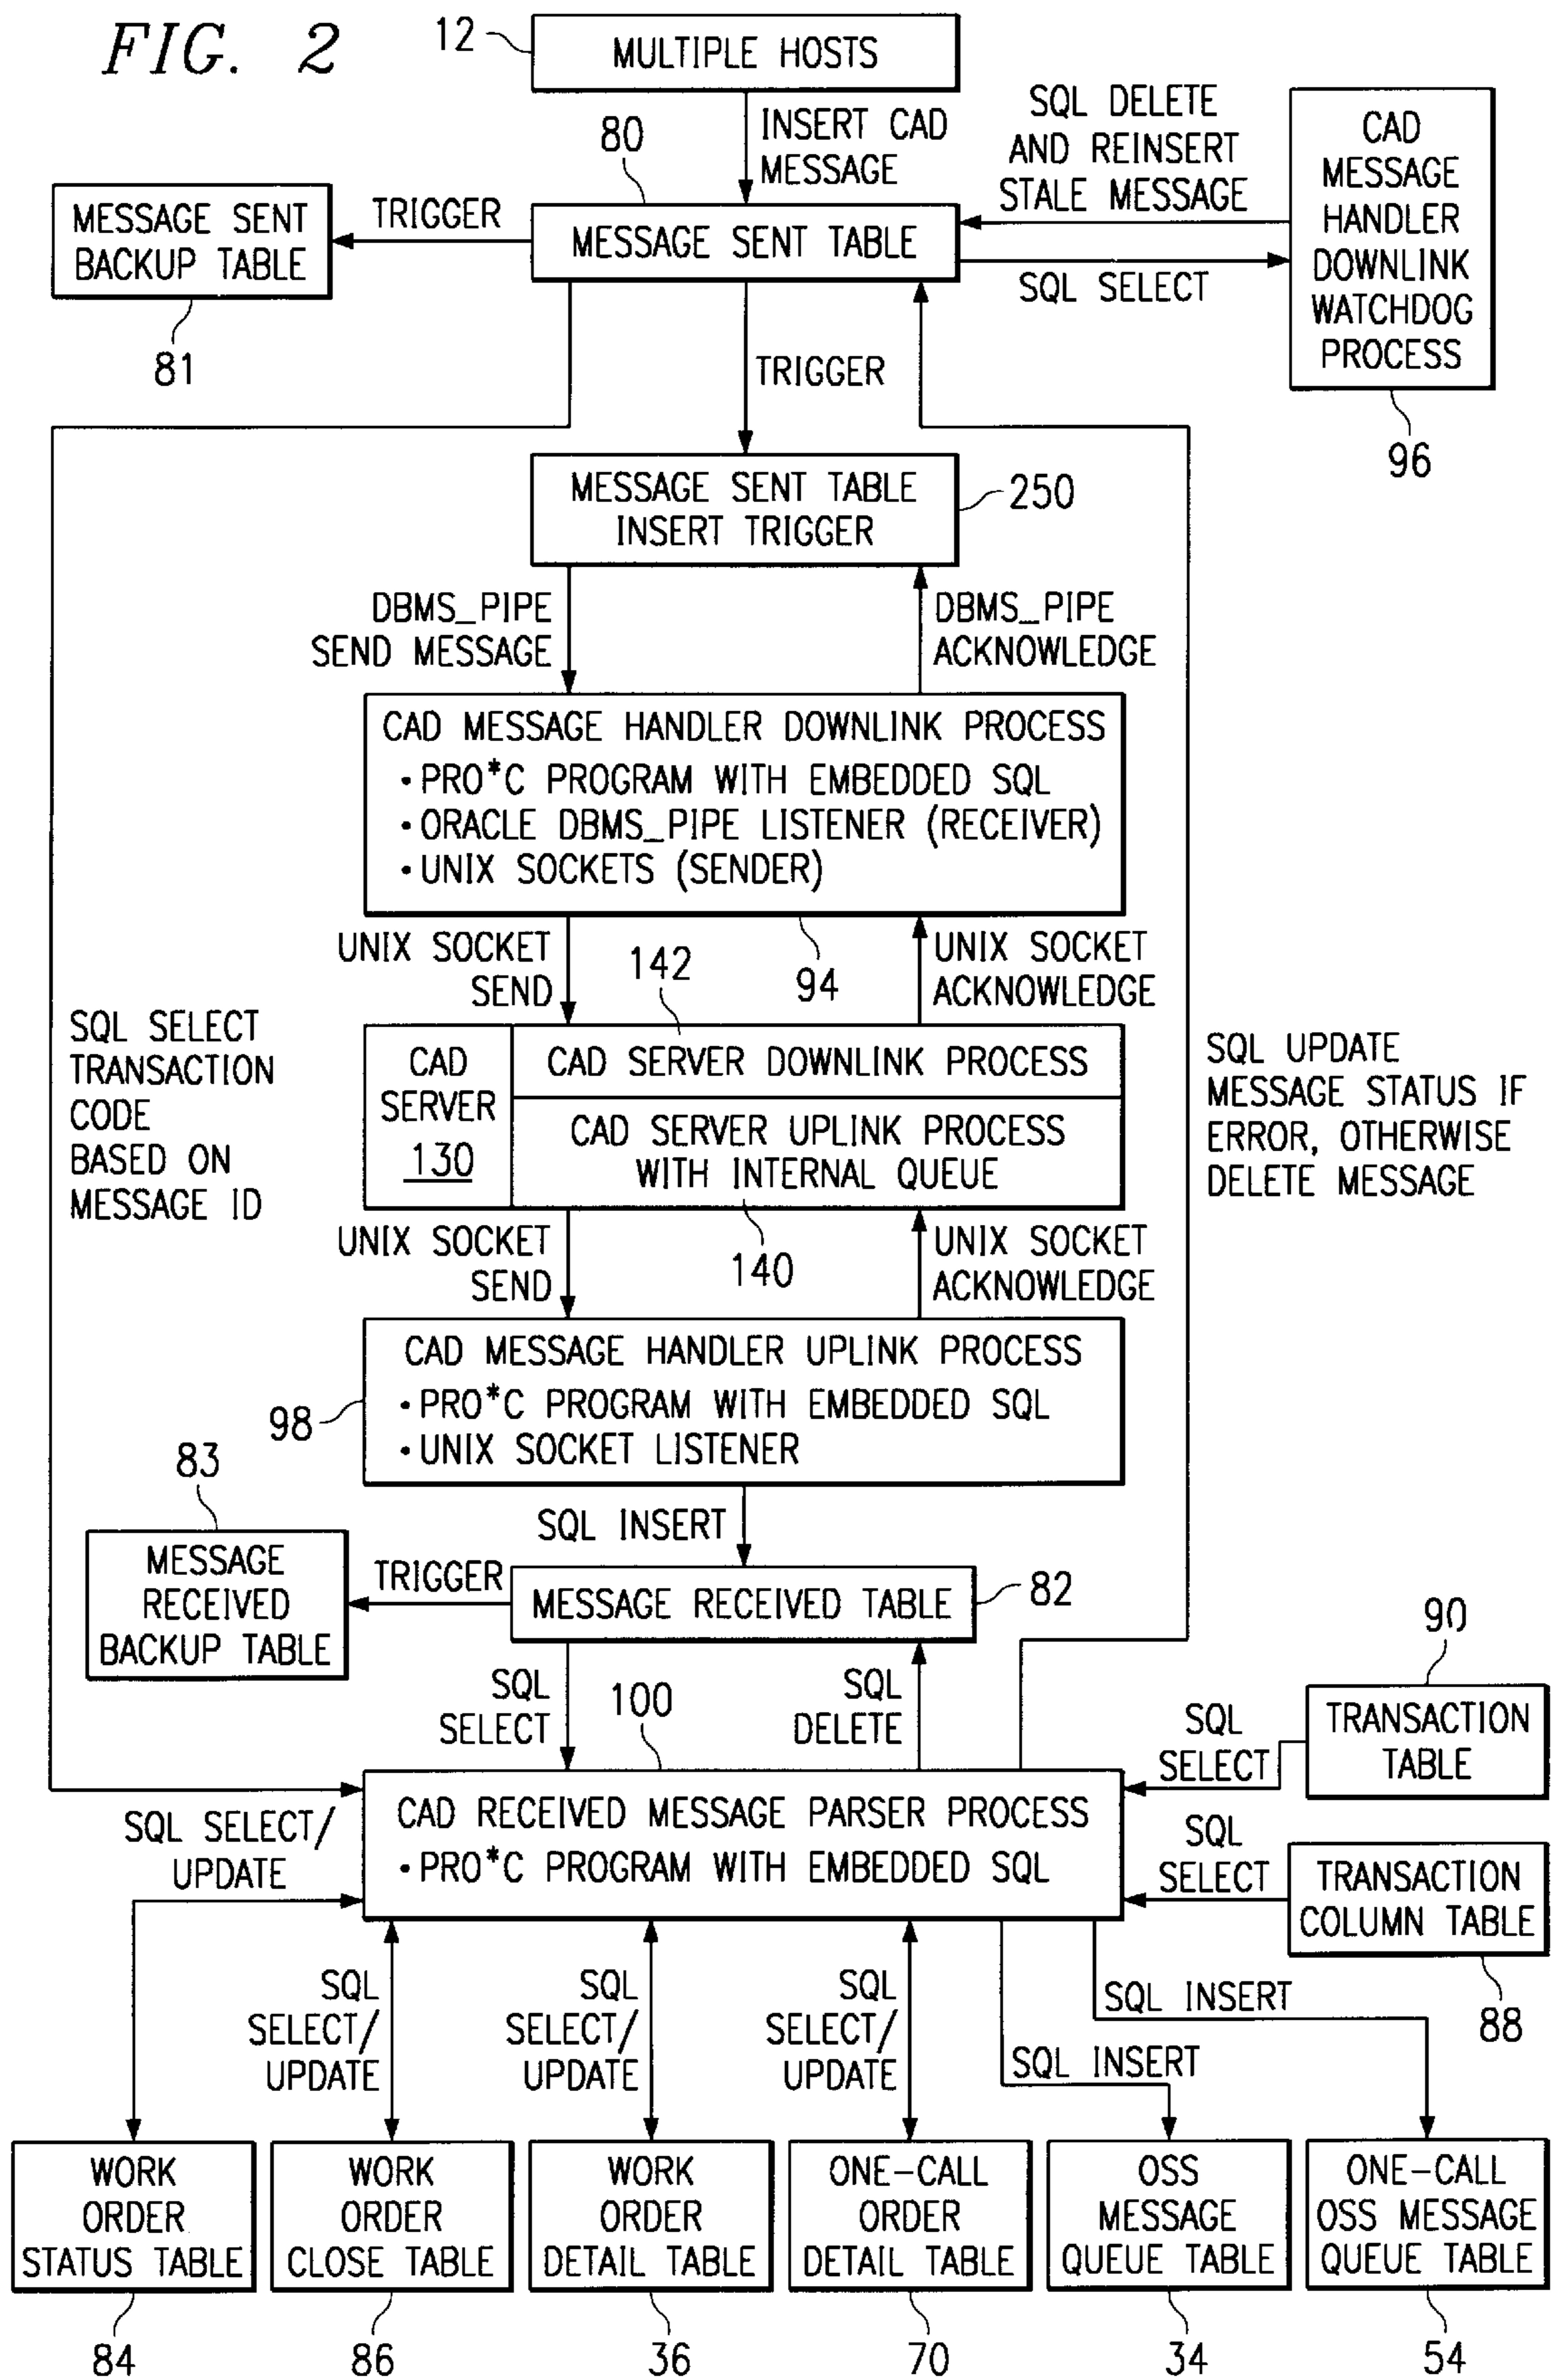 FIG. 2
12
MULTIPLE HOSTS
INSERT CAD
MESSAGE
SQL DELETE
AND REINSERT
STALE MESSAGE
CAD
MESSAGE
HANDLER
DOWNLINK
WATCHDOG
PROCESS
80
MESSAGE SENT
BACKUP TABLE
TRIGGER
MESSAGE SENT TABLE
SQL SELECT
81
TRIGGER
96
MESSAGE SENT TABLE
INSERT TRIGGER
250
DBMS_PIPE
SEND MESSAGE
DBMS_PIPE
ACKNOWLEDGE
CAD MESSAGE HANDLER DOWNLINK PROCESS
• PRO*C PROGRAM WITH EMBEDDED SQL
• ORACLE DBMS_PIPE LISTENER (RECEIVER)
• UNIX SOCKETS (SENDER)
UNIX SOCKET
SEND
142
94
UNIX SOCKET
ACKNOWLEDGE
SQL SELECT
TRANSACTION
CODE
BASED ON
MESSAGE ID
CAD
SERVER
130
CAD SERVER DOWNLINK PROCESS
CAD SERVER UPLINK PROCESS
WITH INTERNAL QUEUE
SQL UPDATE
MESSAGE STATUS IF
ERROR, OTHERWISE
DELETE MESSAGE
UNIX SOCKET
SEND
140
UNIX SOCKET
ACKNOWLEDGE
CAD MESSAGE HANDLER UPLINK PROCESS
• PRO*C PROGRAM WITH EMBEDDED SQL
• UNIX SOCKET LISTENER
98
83
SQL INSERT
MESSAGE
RECEIVED
BACKUP TABLE
TRIGGER
MESSAGE RECEIVED TABLE
82
90
SQL
SELECT
100
SQL
DELETE
SQL
SELECT
TRANSACTION
TABLE
CAD RECEIVED MESSAGE PARSER PROCESS
• PRO*C PROGRAM WITH EMBEDDED SQL
SQL SELECT/
UPDATE
SQL
SELECT
TRANSACTION
COLUMN TABLE
88
SQL
SELECT/
UPDATE
SQL
SELECT/
UPDATE
SQL
SELECT/
UPDATE
SQL INSERT
SQL INSERT
WORK
ORDER
STATUS TABLE
WORK
ORDER
CLOSE TABLE
WORK
ORDER
DETAIL TABLE
ONE-CALL
ORDER
DETAIL TABLE
OSS
MESSAGE
QUEUE TABLE
ONE-CALL
OSS MESSAGE
QUEUE TABLE
84
86
36
70
34
54